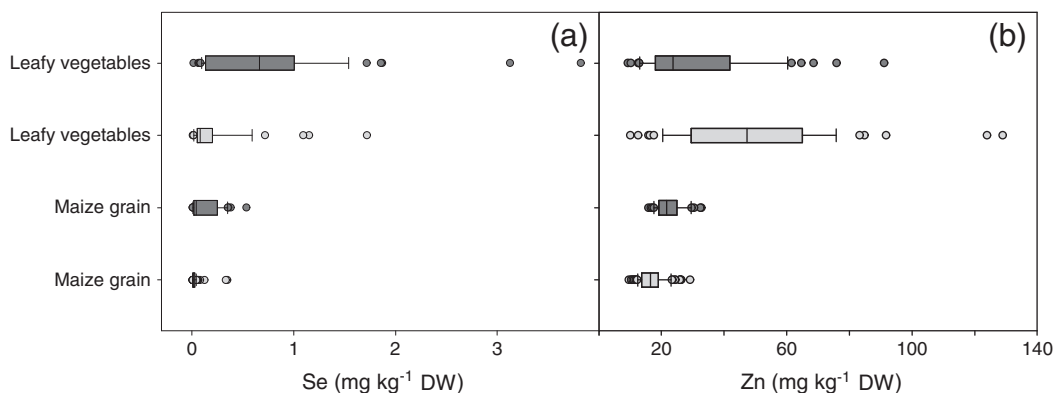 (a)
(b)
Leafy vegetables
Leafy vegetables
Maize grain
Maize grain
0 1 2 3
20 60 100 140
Se (mg kg⁻¹ DW)
Zn (mg kg⁻¹ DW)